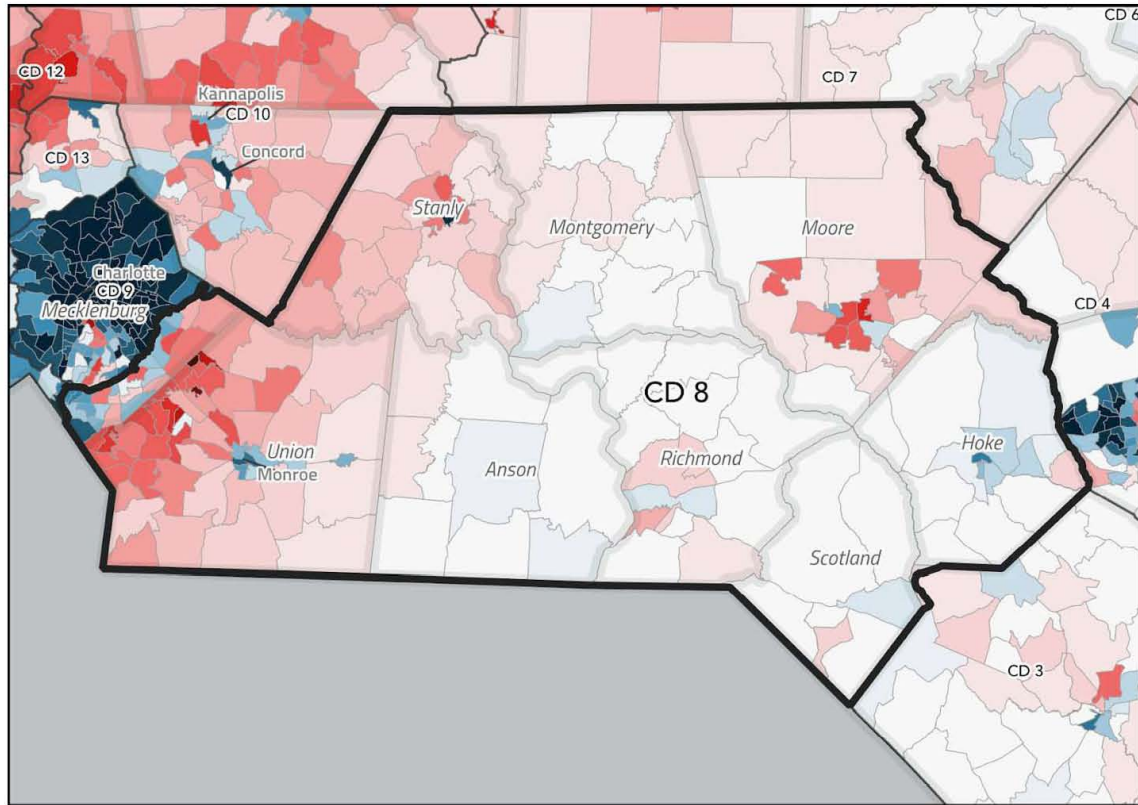 CD 6
CD 12
CD 7
Kannapolis
CD 10
Concord
CD 13
Stanly
Montgomery
Moore
Charlotte
CD 9
Mecklenburg
CD 4
CD 8
Hoke
Union
Monroe
Anson
Richmond
Scotland
CD 3